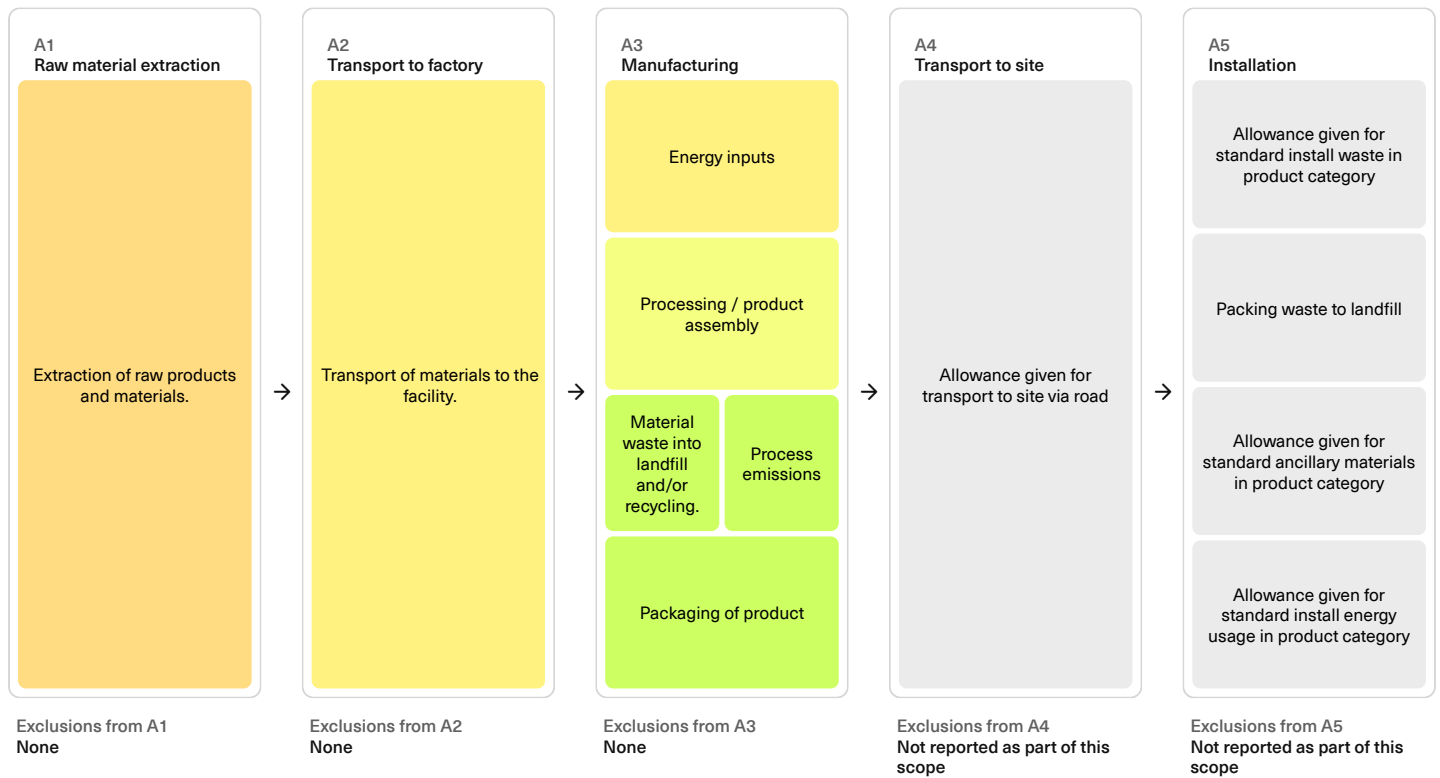 A1
Raw material extraction
Extraction of raw products
and materials.
Exclusions from A1
None
A2
Transport to factory
Transport of materials to the
facility.
Exclusions from A2
None
A3
Manufacturing
Energy inputs
Processing / product
assembly
Material
waste into
landfill
and/or
recycling.
Process
emissions
Packaging of product
Exclusions from A3
None
A4
Transport to site
Allowance given for
transport to site via road
Exclusions from A4
Not reported as part of this
scope
A5
Installation
Allowance given for
standard install waste in
product category
Packing waste to landfill
Allowance given for
standard ancillary materials
in product category
Allowance given for
standard install energy
usage in product category
Exclusions from A5
Not reported as part of this
scope